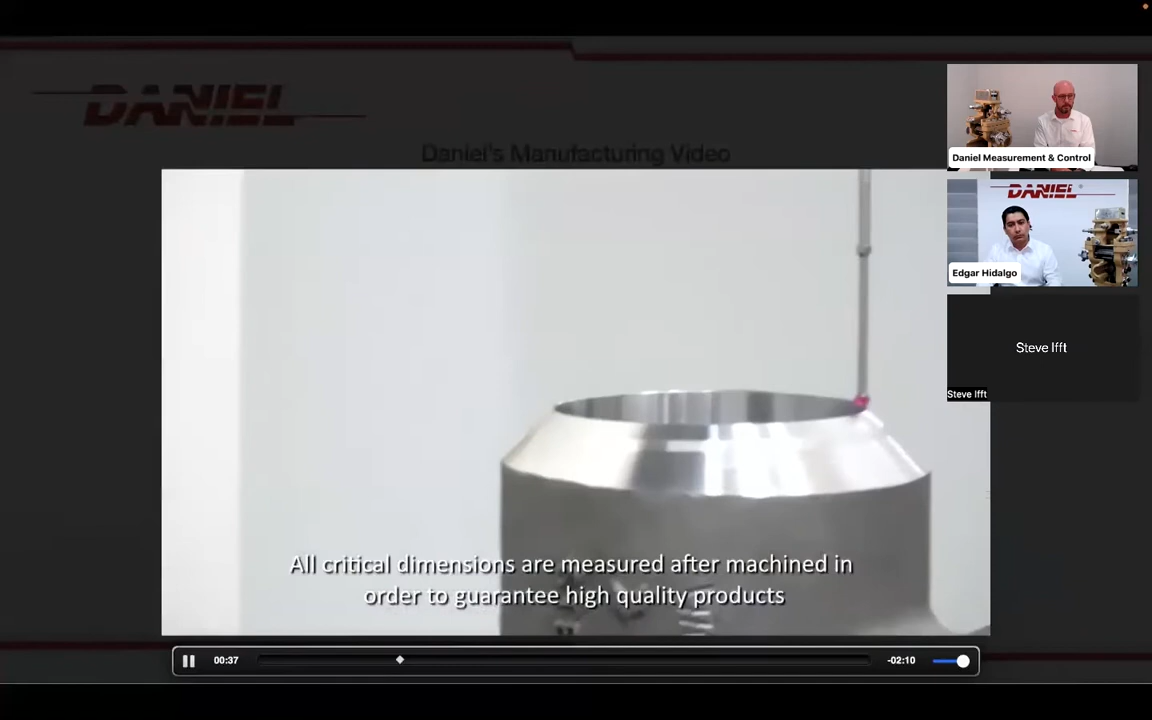 DANIEL
Daniel's Manufacturing Video
Daniel Measurement & Control
DANIEL
Edgar Hidalgo
Steve Ifft
Steve Ifft
All critical dimensions are measured after machined in
order to guarantee high quality products
00:37
-02:10